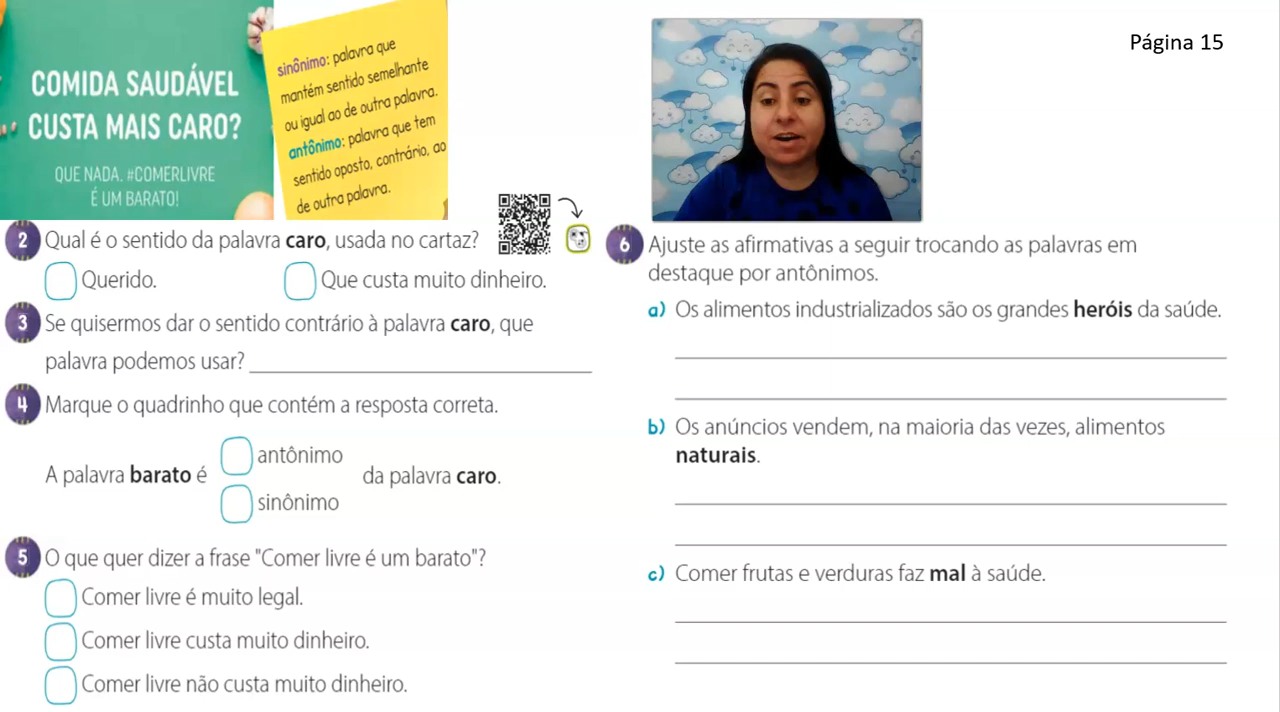 COMIDA SAUDÁVEL
CUSTA MAIS CARO?
QUE NADA. #COMERLIVRE
É UM BARATO!
sinônimo: palavra que
mantém sentido semelhante
ou igual ao de outra palavra.
antônimo: palavra que tem
sentido oposto, contrário, ao
de outra palavra.
Página 15
2 Qual é o sentido da palavra caro, usada no cartaz?
Querido.
Que custa muito dinheiro.
3 Se quisermos dar o sentido contrário à palavra caro, que
palavra podemos usar?
4 Marque o quadrinho que contém a resposta correta.
antônimo
A palavra barato é
da palavra caro.
sinônimo
5 O que quer dizer a frase "Comer livre é um barato"?
Comer livre é muito legal.
Comer livre custa muito dinheiro.
Comer livre não custa muito dinheiro.
6 Ajuste as afirmativas a seguir trocando as palavras em
destaque por antônimos.
a) Os alimentos industrializados são os grandes heróis da saúde.
b) Os anúncios vendem, na maioria das vezes, alimentos
naturais.
c) Comer frutas e verduras faz mal à saúde.